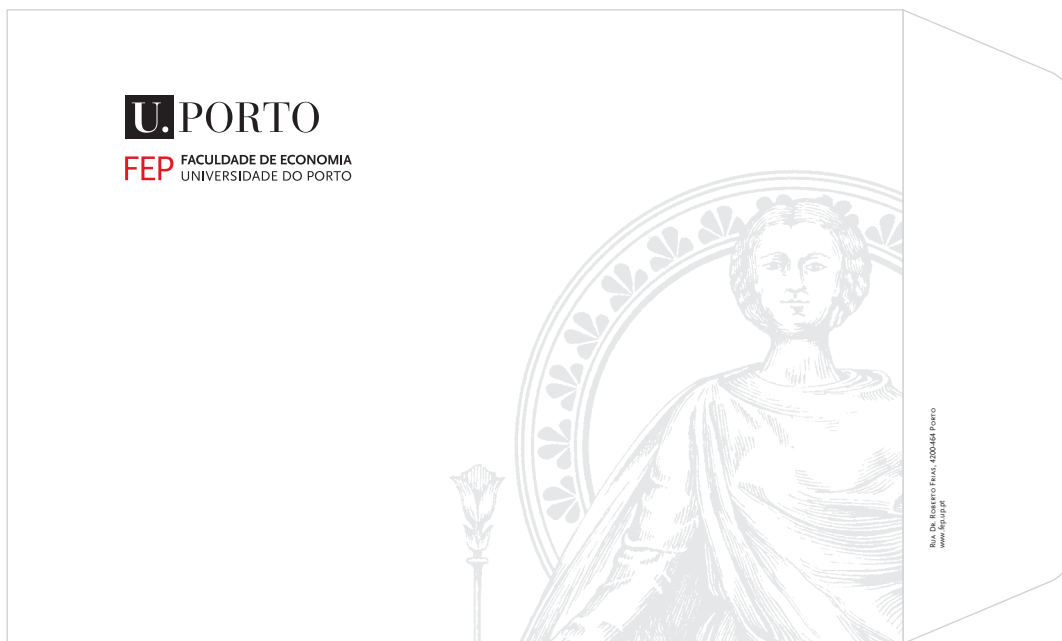 U. PORTO
FEP FACULDADE DE ECONOMIA
UNIVERSIDADE DO PORTO
RUA DR. ROBERTO FRIAS, 4200-464 PORTO
www.fep.up.pt